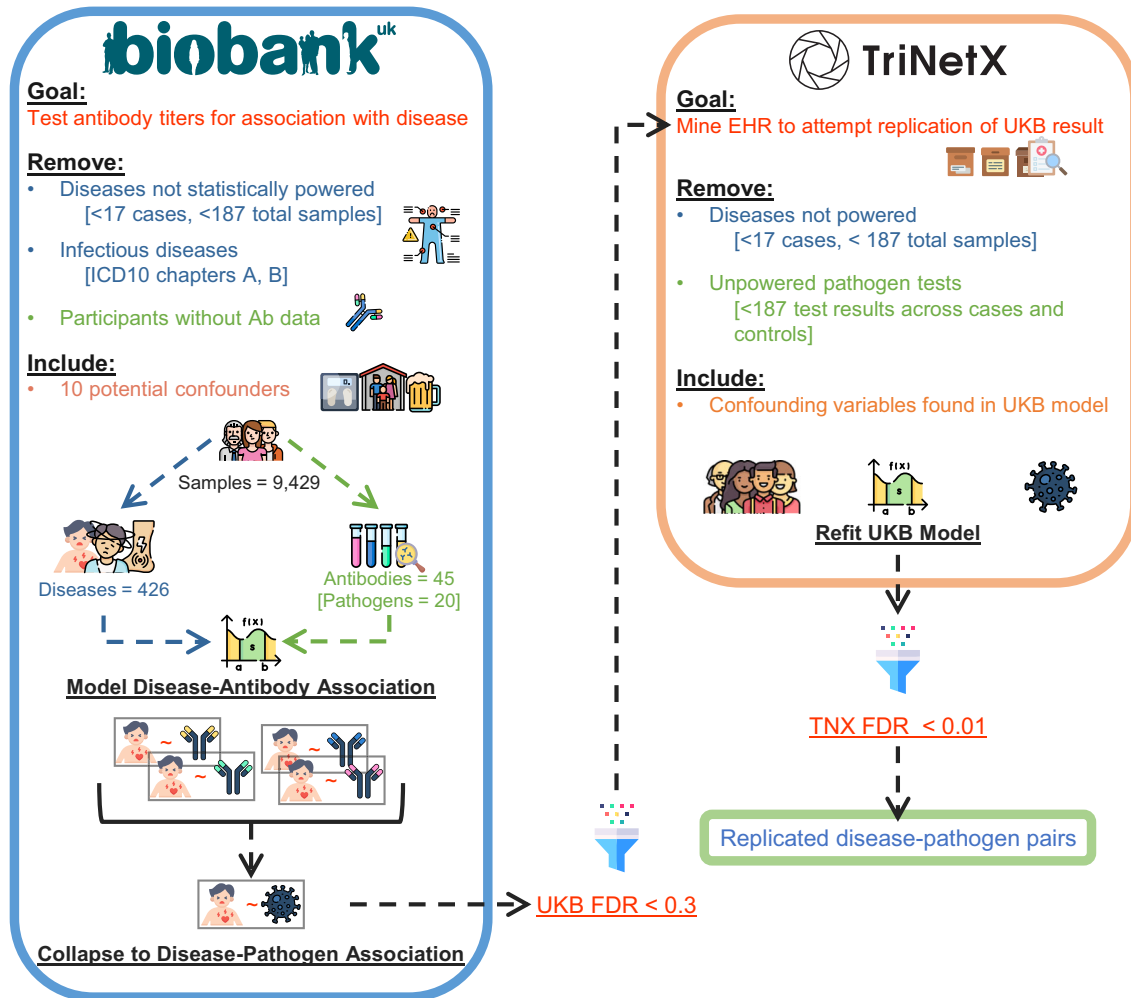 biobank uk
Goal:
Test antibody titers for association with disease
Remove:
• Diseases not statistically powered
[<17 cases, <187 total samples]
• Infectious diseases
[ICD10 chapters A, B]
• Participants without Ab data
Include:
• 10 potential confounders
Samples = 9,429
Diseases = 426
Antibodies = 45
[Pathogens = 20]
f(x)
s
a b
Model Disease-Antibody Association
~ ~
~ ~
~
Collapse to Disease-Pathogen Association
UKB FDR < 0.3
TriNetX
Goal:
Mine EHR to attempt replication of UKB result
Remove:
• Diseases not powered
[<17 cases, < 187 total samples]
• Unpowered pathogen tests
[<187 test results across cases and
controls]
Include:
• Confounding variables found in UKB model
f(x)
s
a b
Refit UKB Model
TNX FDR < 0.01
Replicated disease-pathogen pairs